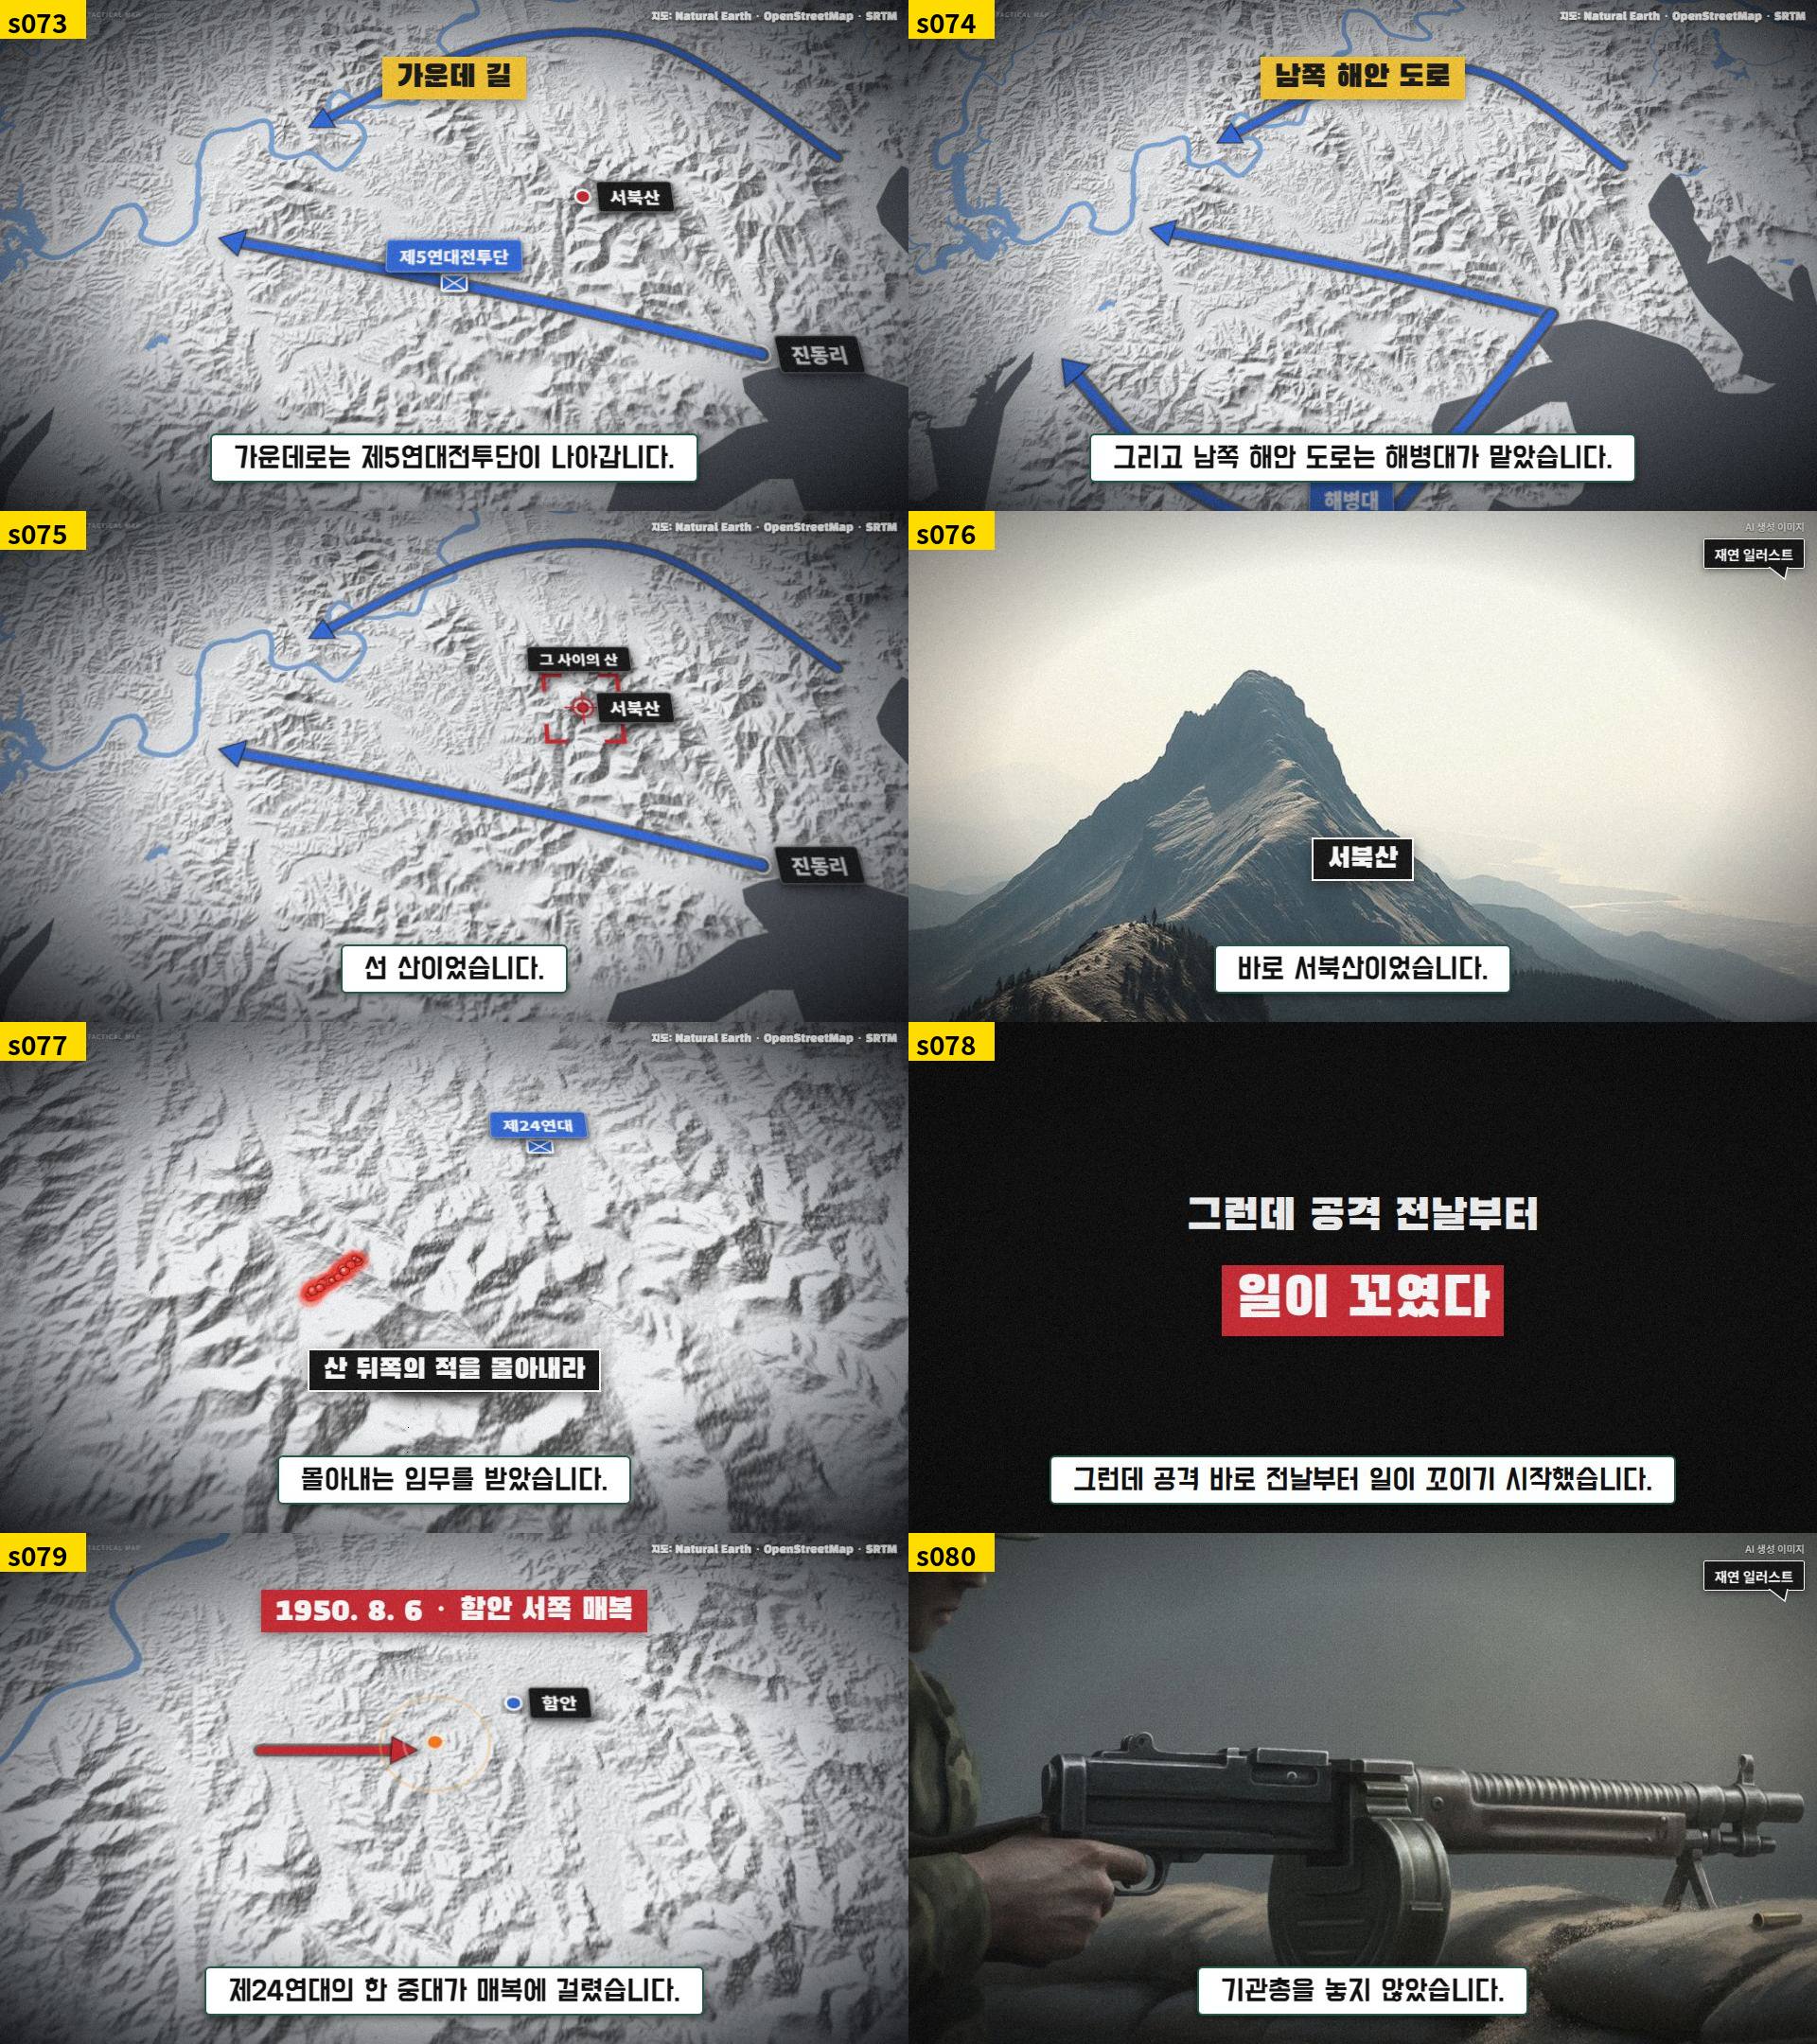 s073
TACTICAL MAP
지도: Natural Earth · OpenStreetMap · SRTM
가운데 길
서북산
제5연대전투단
진동리
가운데로는 제5연대전투단이 나아갑니다.
s074
TACTICAL MAP
지도: Natural Earth · OpenStreetMap · SRTM
남쪽 해안 도로
그리고 남쪽 해안 도로는 해병대가 맡았습니다.
해병대
s075
TACTICAL MAP
지도: Natural Earth · OpenStreetMap · SRTM
그 사이의 산
서북산
진동리
선 산이었습니다.
s076
AI 생성 이미지
재연 일러스트
서북산
바로 서북산이었습니다.
s077
TACTICAL MAP
지도: Natural Earth · OpenStreetMap · SRTM
제24연대
산 뒤쪽의 적을 몰아내라
몰아내는 임무를 받았습니다.
s078
그런데 공격 전날부터
일이 꼬였다
그런데 공격 바로 전날부터 일이 꼬이기 시작했습니다.
s079
TACTICAL MAP
지도: Natural Earth · OpenStreetMap · SRTM
1950. 8. 6 · 함안 서쪽 매복
함안
제24연대의 한 중대가 매복에 걸렸습니다.
s080
AI 생성 이미지
재연 일러스트
기관총을 놓지 않았습니다.